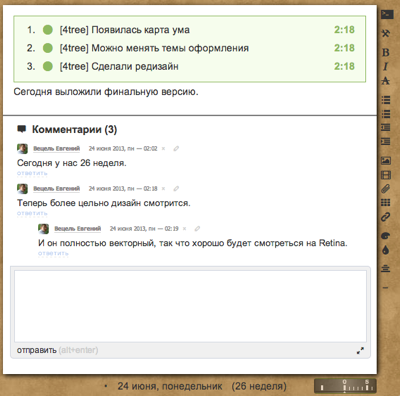 1. [4tree] Появилась карта ума 2:18
2. [4tree] Можно менять темы оформления 2:18
3. [4tree] Сделали редизайн 2:18
Сегодня выложили финальную версию.
Комментарии (3)
Вецель Евгений 24 июня 2013, пн — 02:02 ×
Сегодня у нас 26 неделя.
ответить
Вецель Евгений 24 июня 2013, пн — 02:18 ×
Теперь более цельно дизайн смотрится.
ответить
Вецель Евгений 24 июня 2013, пн — 02:19 ×
И он полностью векторный, так что хорошо будет смотреться на Retina.
ответить
отправить (alt+enter)
• 24 июня, понедельник (26 неделя)
B
I
A